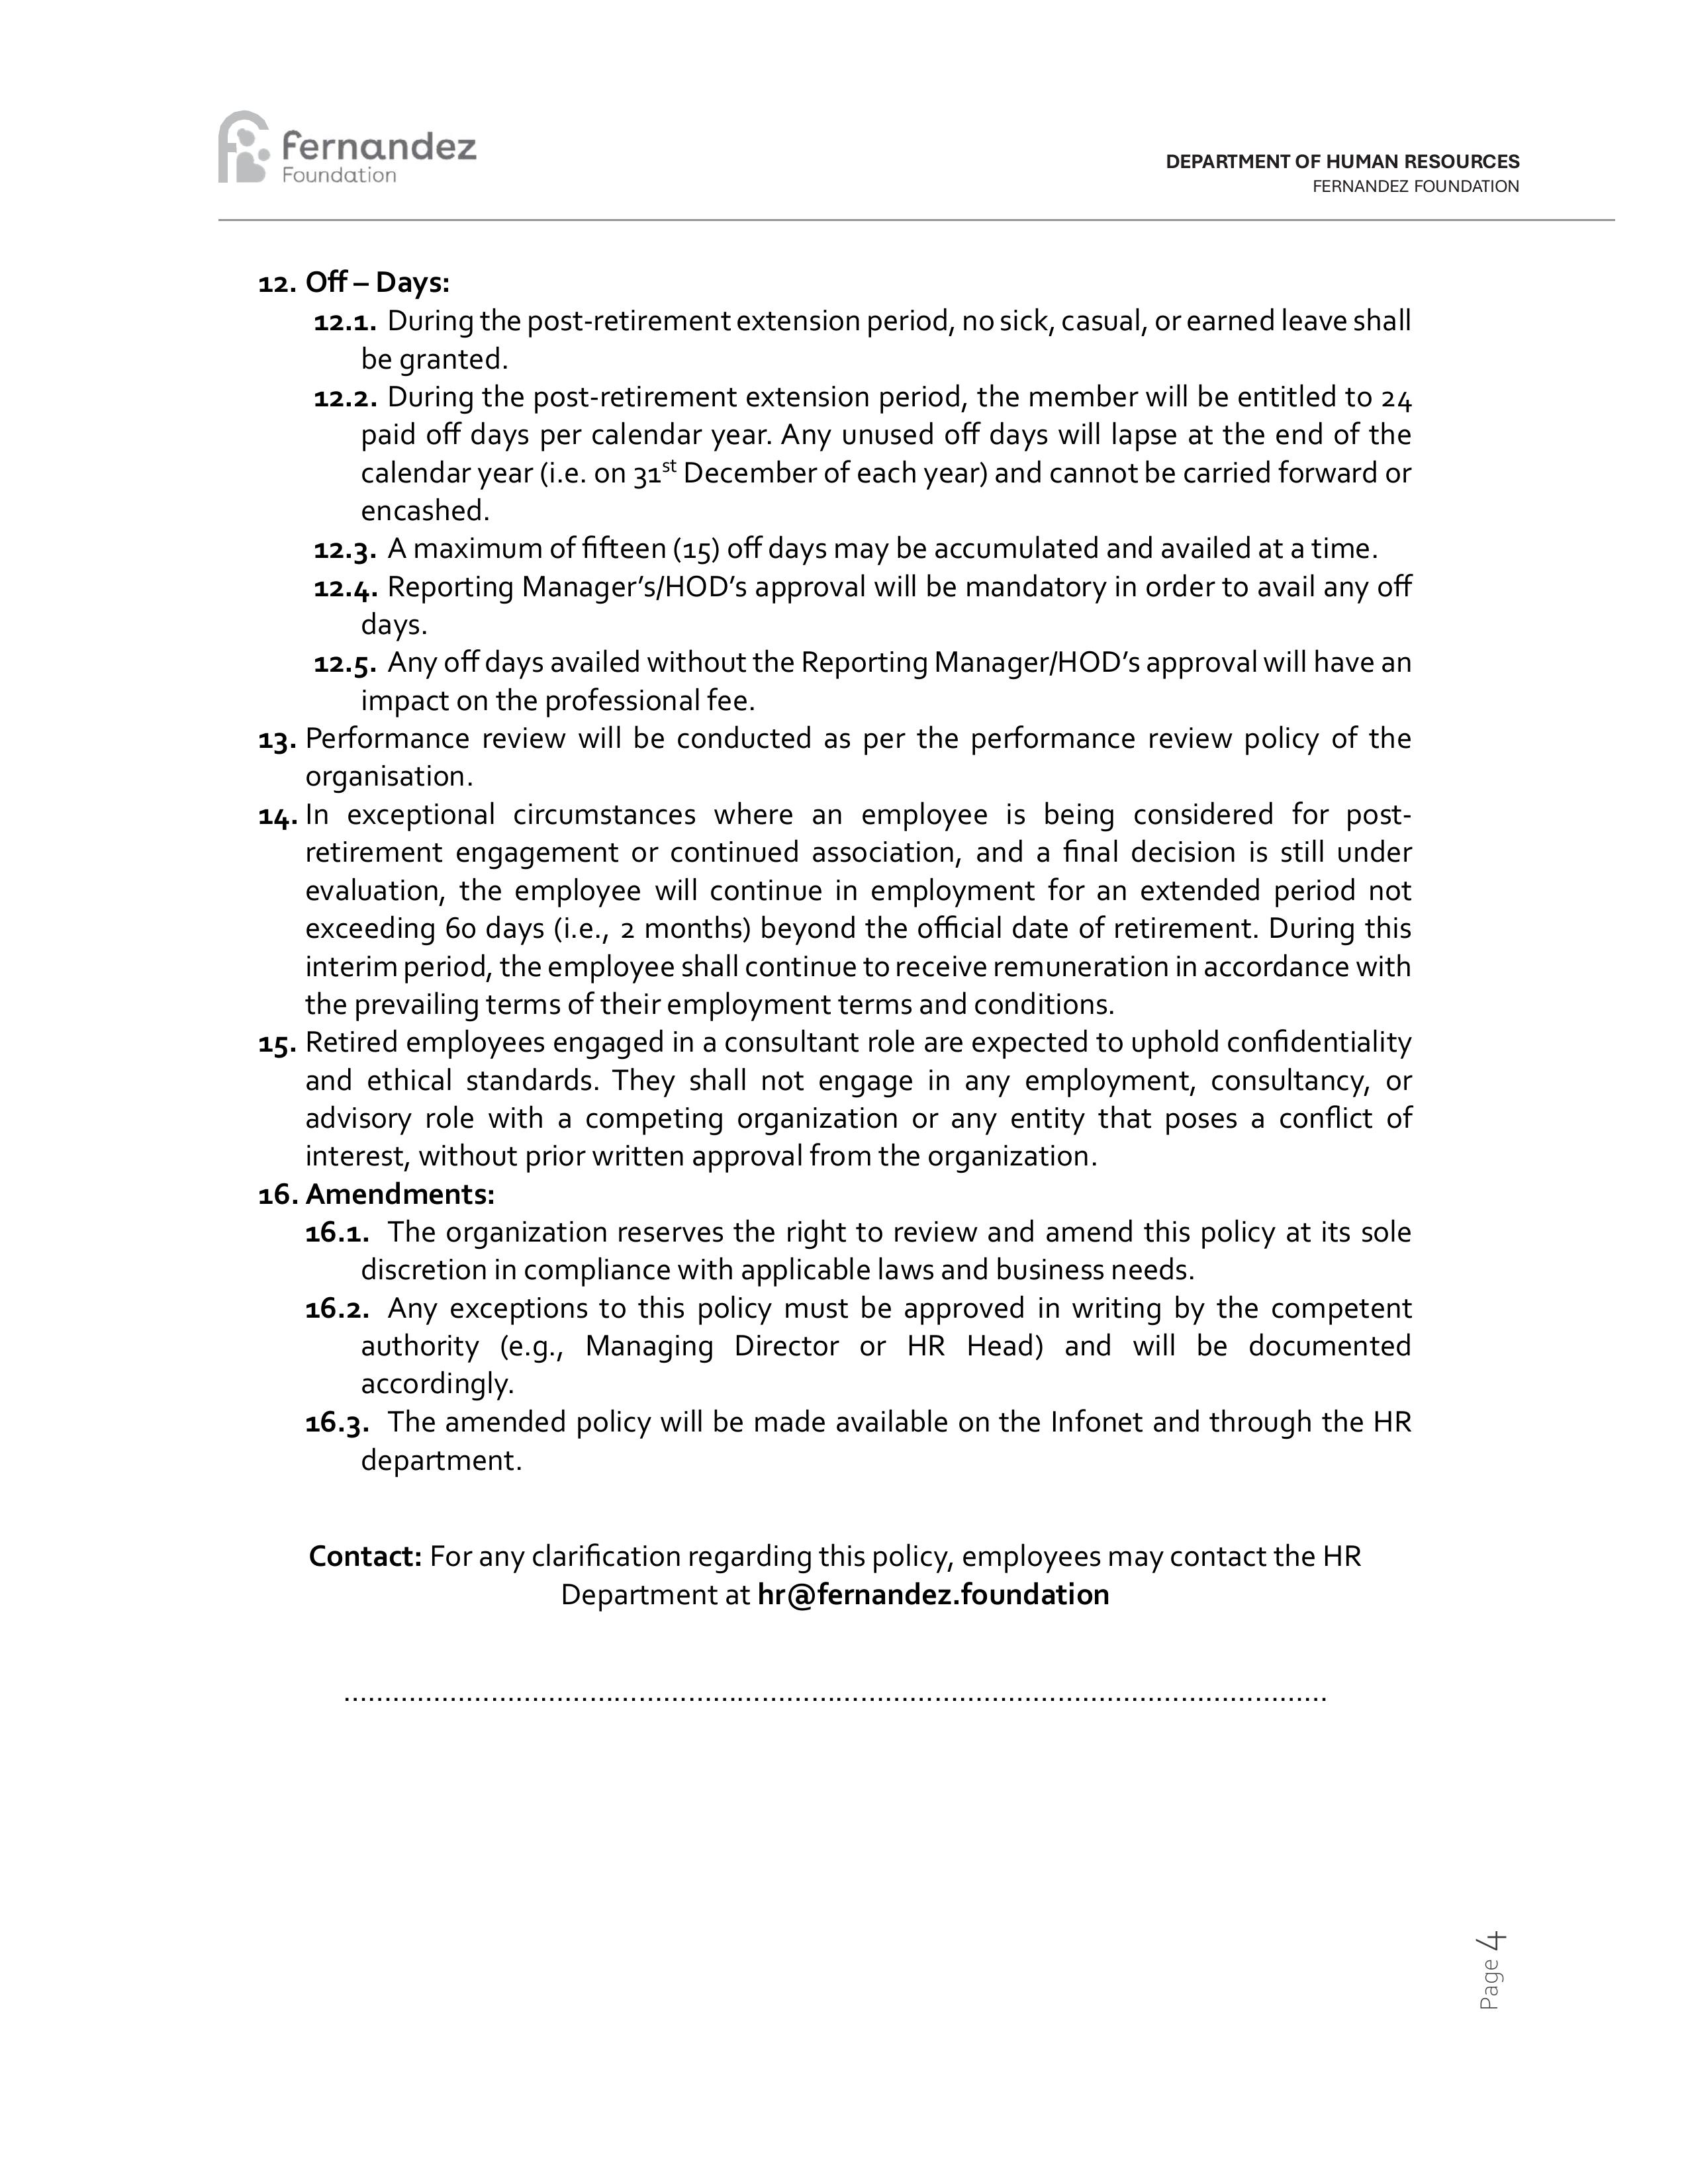 fernandez
Foundation
DEPARTMENT OF HUMAN RESOURCES
FERNANDEZ FOUNDATION
12. Off – Days:
12.1. During the post-retirement extension period, no sick, casual, or earned leave shall
be granted.
12.2. During the post-retirement extension period, the member will be entitled to 24
paid off days per calendar year. Any unused off days will lapse at the end of the
calendar year (i.e. on 31st December of each year) and cannot be carried forward or
encashed.
12.3. A maximum of fifteen (15) off days may be accumulated and availed at a time.
12.4. Reporting Manager’s/HOD’s approval will be mandatory in order to avail any off
days.
12.5. Any off days availed without the Reporting Manager/HOD’s approval will have an
impact on the professional fee.
13. Performance review will be conducted as per the performance review policy of the
organisation.
14. In exceptional circumstances where an employee is being considered for post-
retirement engagement or continued association, and a final decision is still under
evaluation, the employee will continue in employment for an extended period not
exceeding 60 days (i.e., 2 months) beyond the official date of retirement. During this
interim period, the employee shall continue to receive remuneration in accordance with
the prevailing terms of their employment terms and conditions.
15. Retired employees engaged in a consultant role are expected to uphold confidentiality
and ethical standards. They shall not engage in any employment, consultancy, or
advisory role with a competing organization or any entity that poses a conflict of
interest, without prior written approval from the organization.
16. Amendments:
16.1. The organization reserves the right to review and amend this policy at its sole
discretion in compliance with applicable laws and business needs.
16.2. Any exceptions to this policy must be approved in writing by the competent
authority (e.g., Managing Director or HR Head) and will be documented
accordingly.
16.3. The amended policy will be made available on the Infonet and through the HR
department.
Contact: For any clarification regarding this policy, employees may contact the HR
Department at hr@fernandez.foundation
........................................................................................................................
Page 4